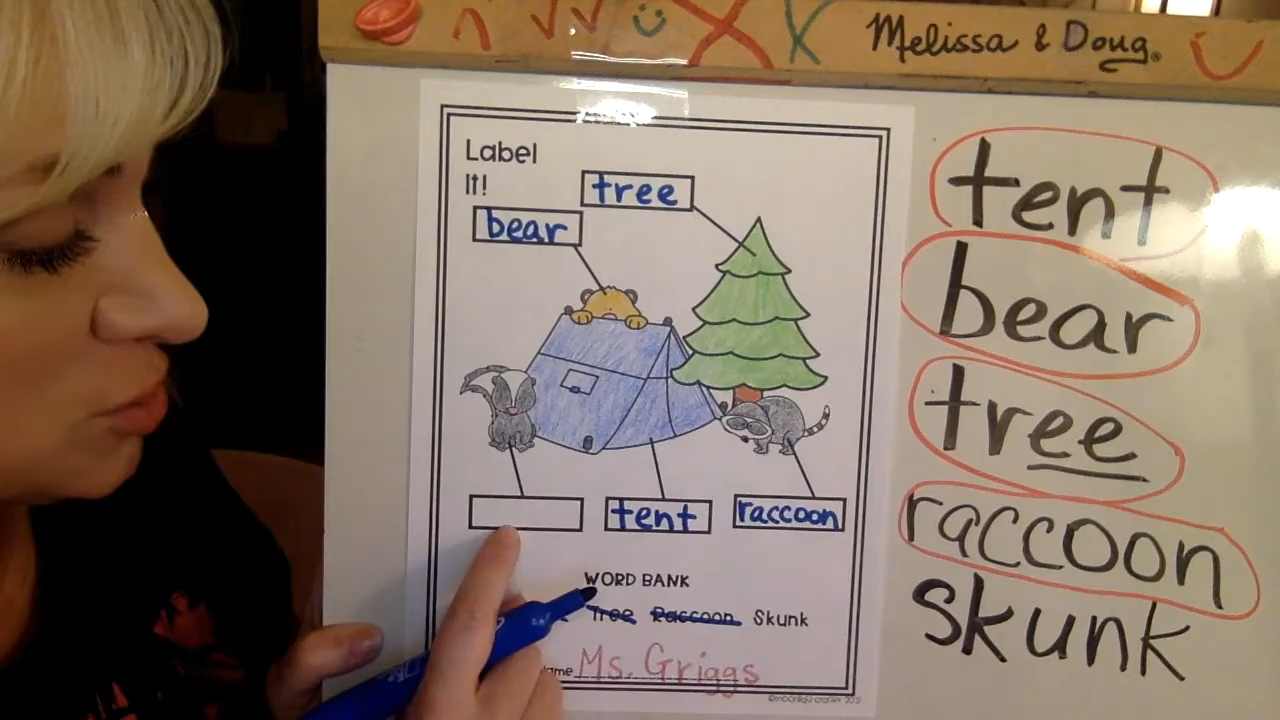 Melissa & Doug
Label
It!
tree
bear
tent
raccoon
WORD BANK
Tree Raccoon Skunk
Name Ms. Griggs
tent
bear
tree
raccoon
skunk